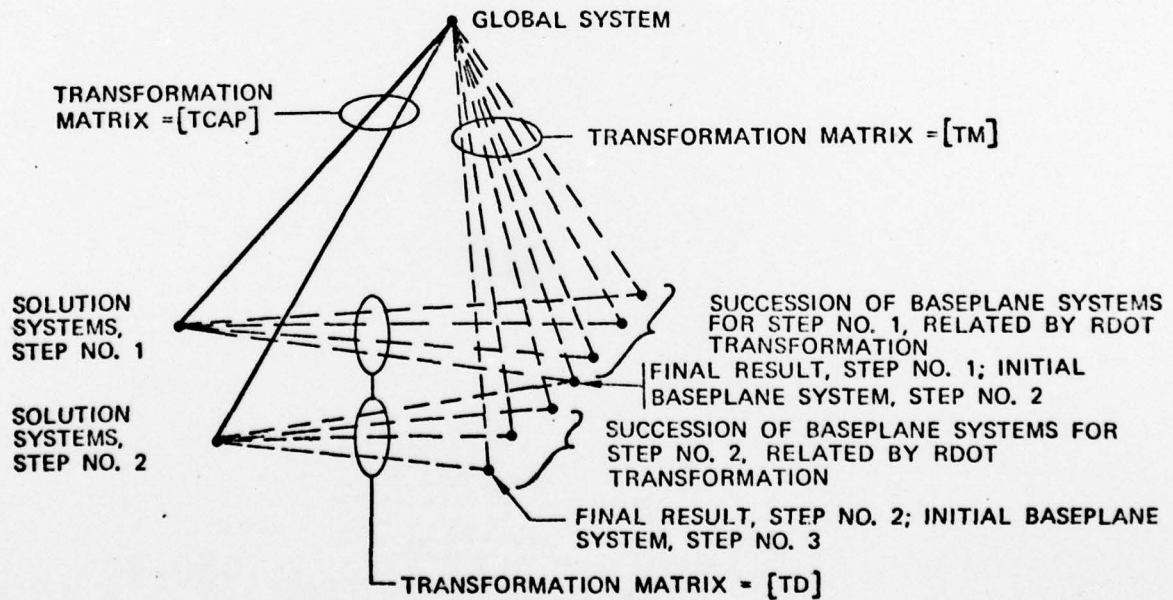 GLOBAL SYSTEM
TRANSFORMATION
MATRIX =[TCAP]
TRANSFORMATION MATRIX =[TM]
SOLUTION
SYSTEMS,
STEP NO. 1
SUCCESSION OF BASEPLANE SYSTEMS
FOR STEP NO. 1, RELATED BY RDOT
TRANSFORMATION
FINAL RESULT, STEP NO. 1; INITIAL
BASEPLANE SYSTEM, STEP NO. 2
SOLUTION
SYSTEMS,
STEP NO. 2
SUCCESSION OF BASEPLANE SYSTEMS FOR
STEP NO. 2, RELATED BY RDOT
TRANSFORMATION
FINAL RESULT, STEP NO. 2; INITIAL BASEPLANE
SYSTEM, STEP NO. 3
TRANSFORMATION MATRIX = [TD]